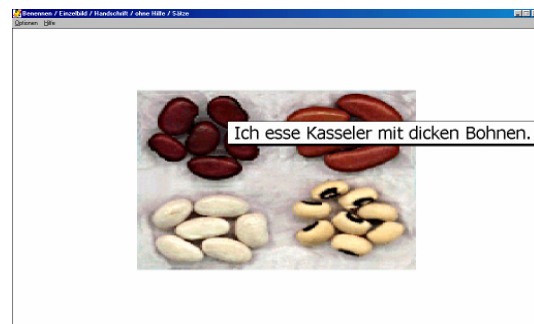 Benennen / Einzelbild / Handschrift / ohne Hilfe / Sätze
Optionen Hilfe
Ich esse Kasseler mit dicken Bohnen.